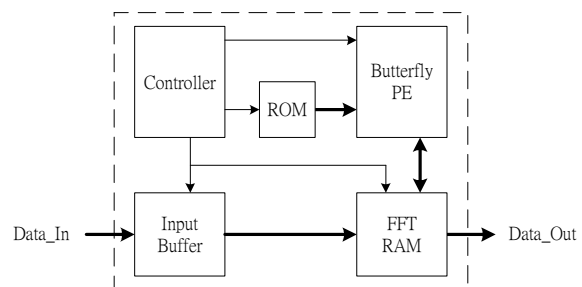 Controller
ROM
Butterfly
PE
Data_In
Input
Buffer
FFT
RAM
Data_Out